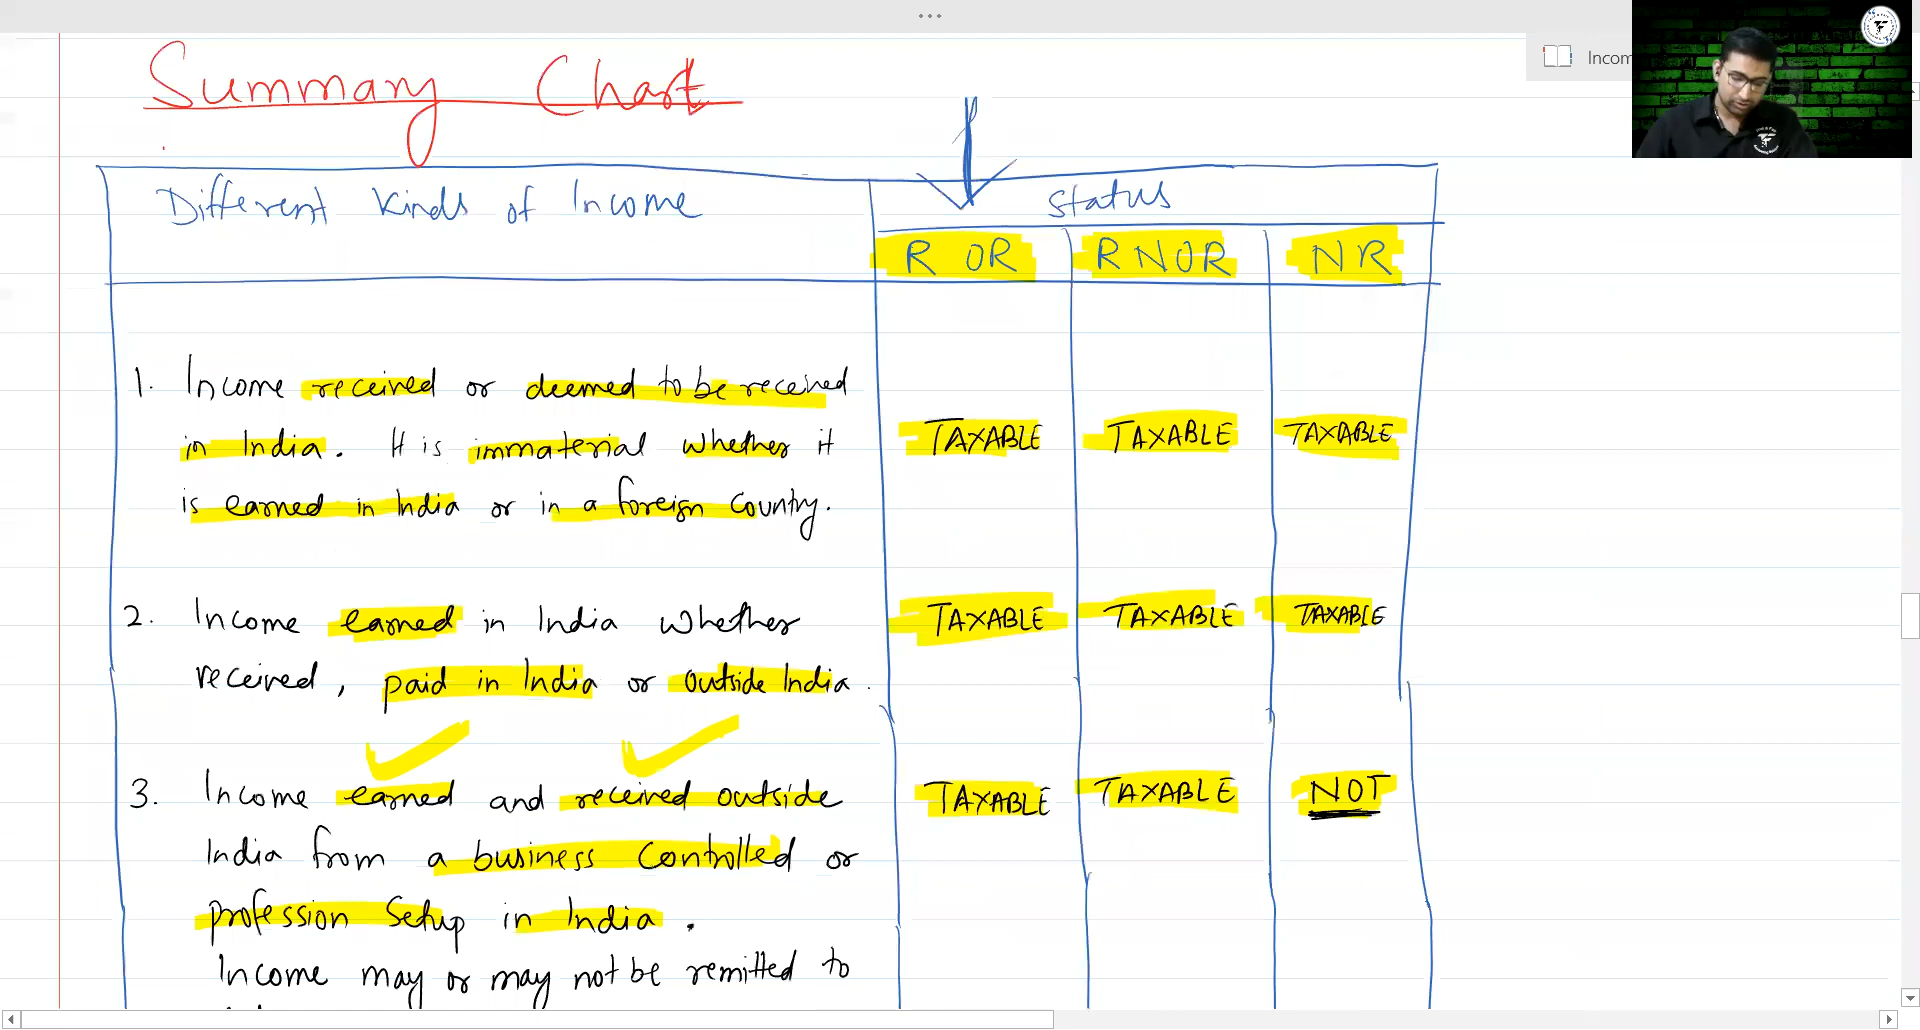 Incom
Summary Chart
Different Kinds of Income
Status
R OR
R NOR
NR
1. Income received or deemed to be received
in India. It is immaterial whether it
is earned in India or in a foreign Country.
TAXABLE
TAXABLE
TAXABLE
2. Income earned in India whether
received, paid in India or outside India.
TAXABLE
TAXABLE
TAXABLE
3. Income earned and received outside
India from a business Controlled or
profession Setup in India.
Income may or may not be remitted to
TAXABLE
TAXABLE
NOT